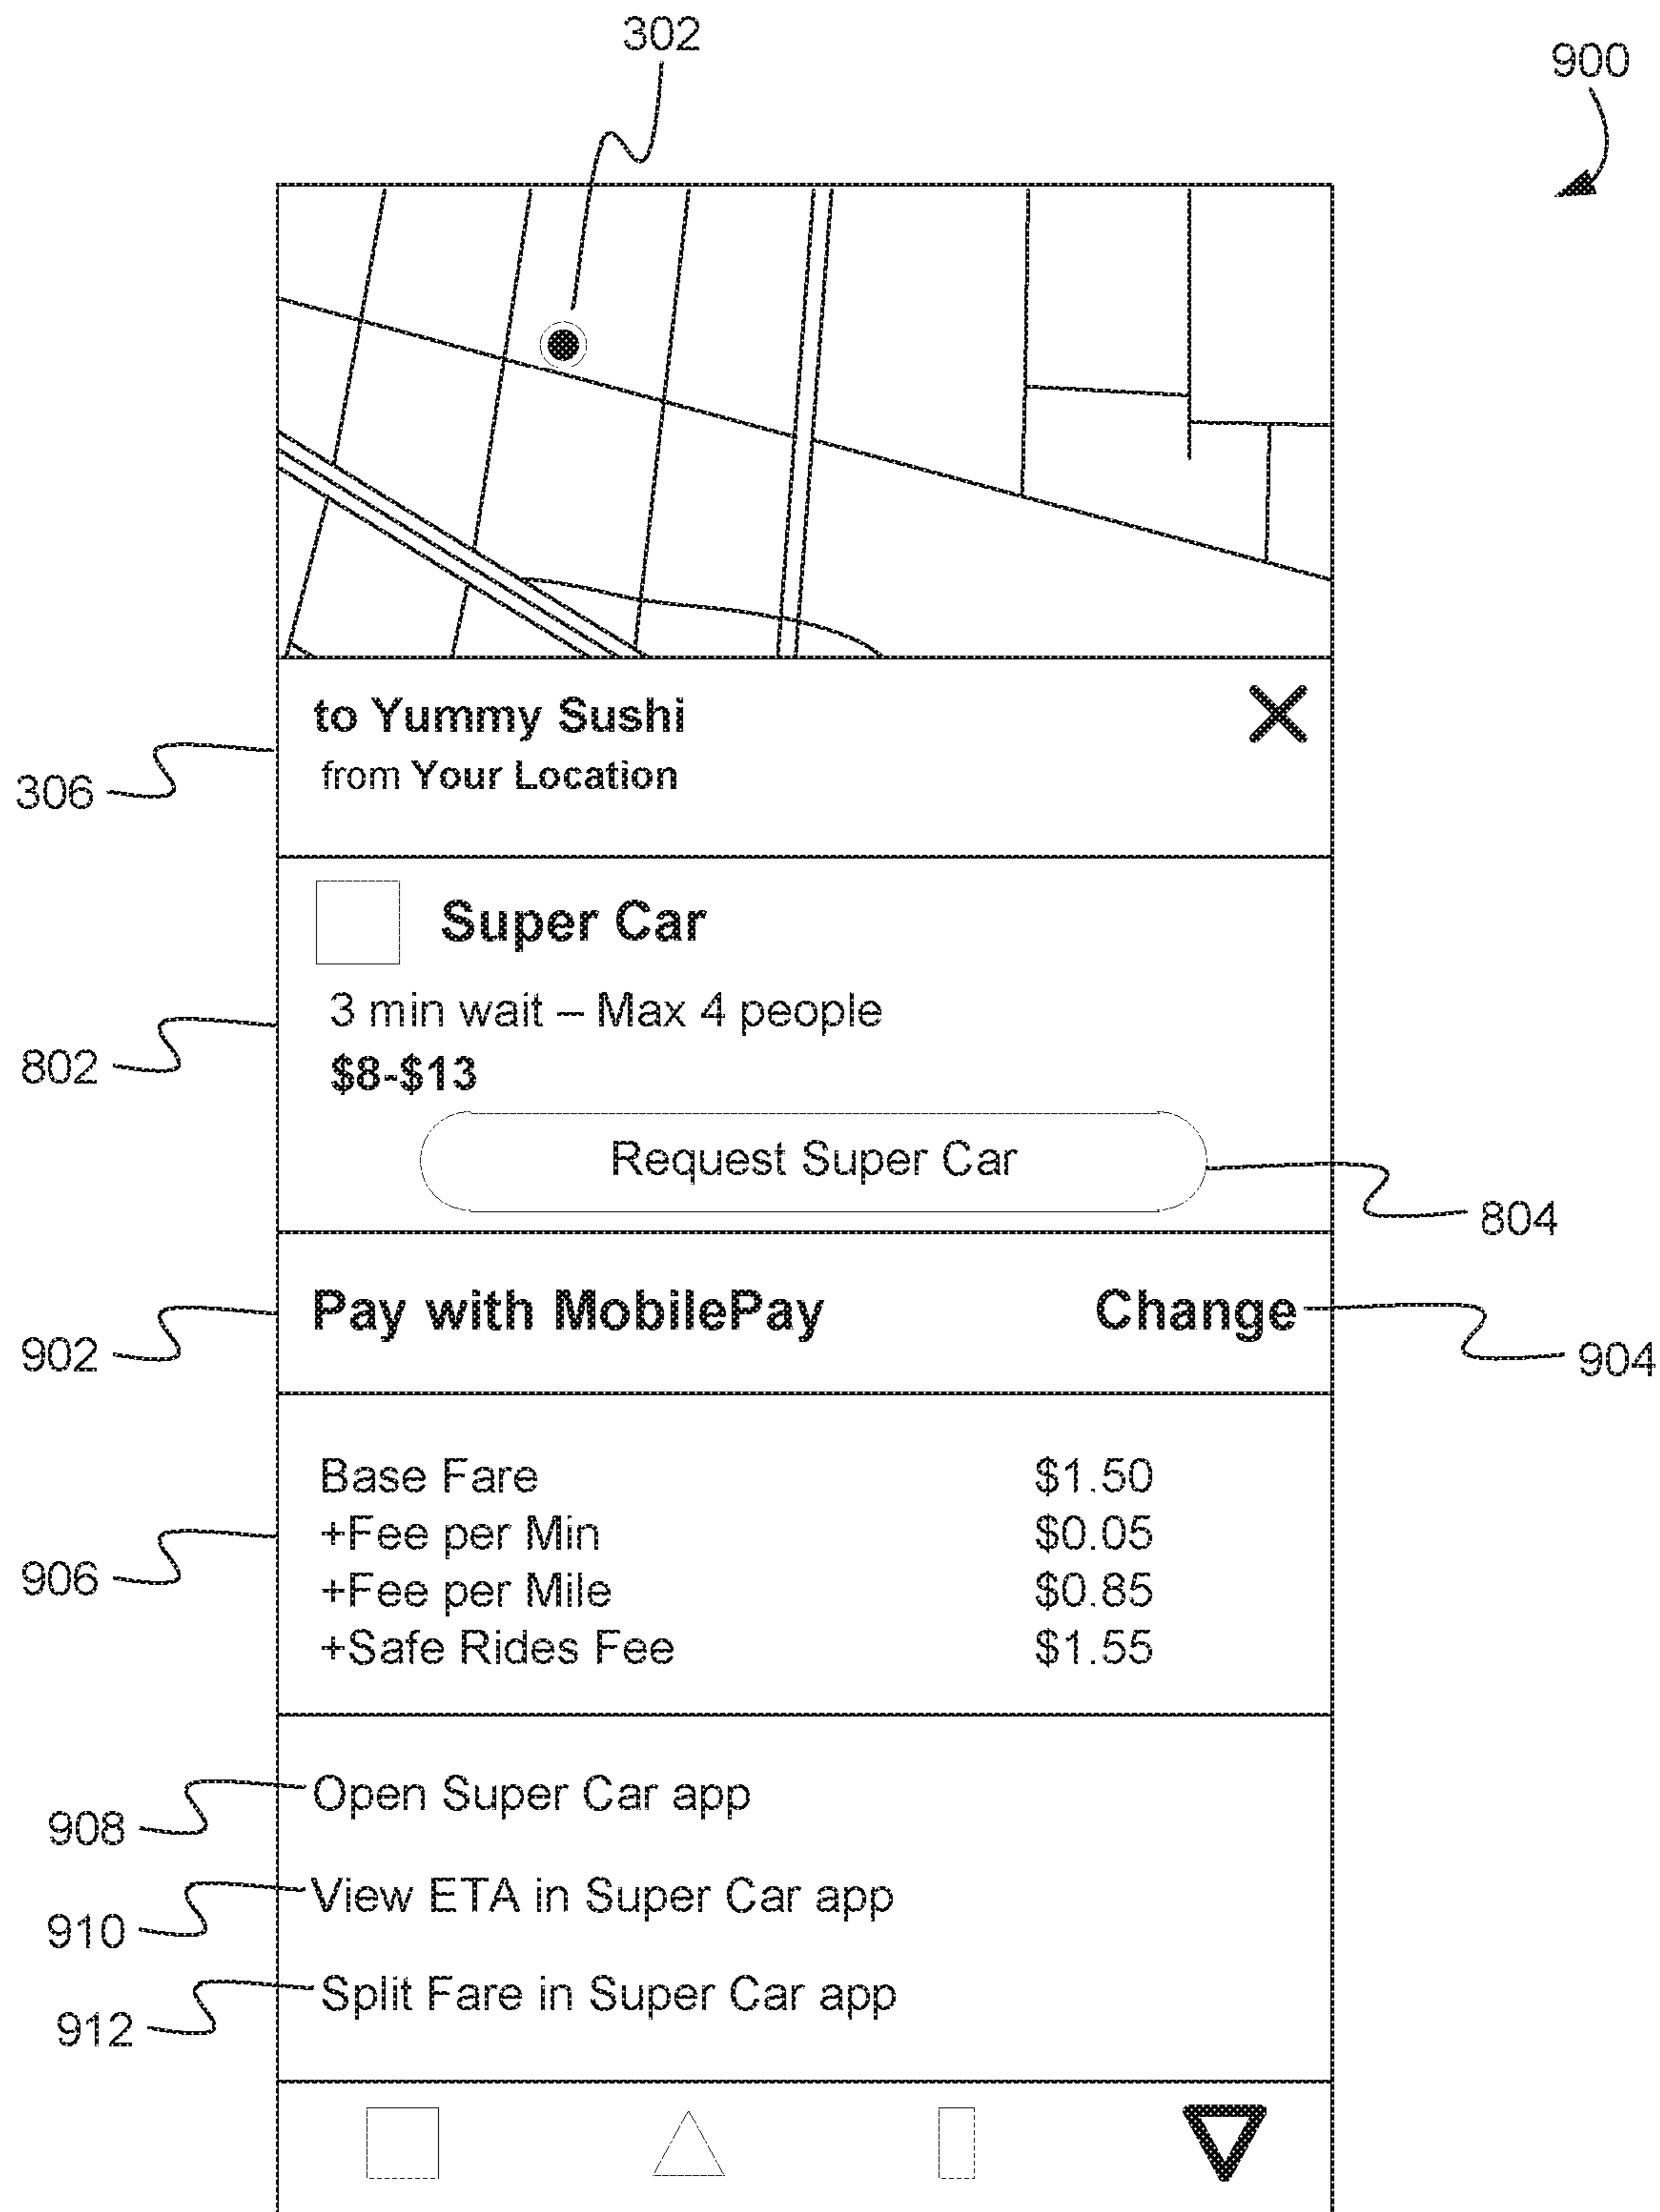 302
900
to Yummy Sushi
from Your Location
306
Super Car
3 min wait – Max 4 people
802
$8-$13
Request Super Car
804
Pay with MobilePay Change
902
904
Base Fare $1.50
+Fee per Min $0.05
906
+Fee per Mile $0.85
+Safe Rides Fee $1.55
Open Super Car app
908
View ETA in Super Car app
910
Split Fare in Super Car app
912